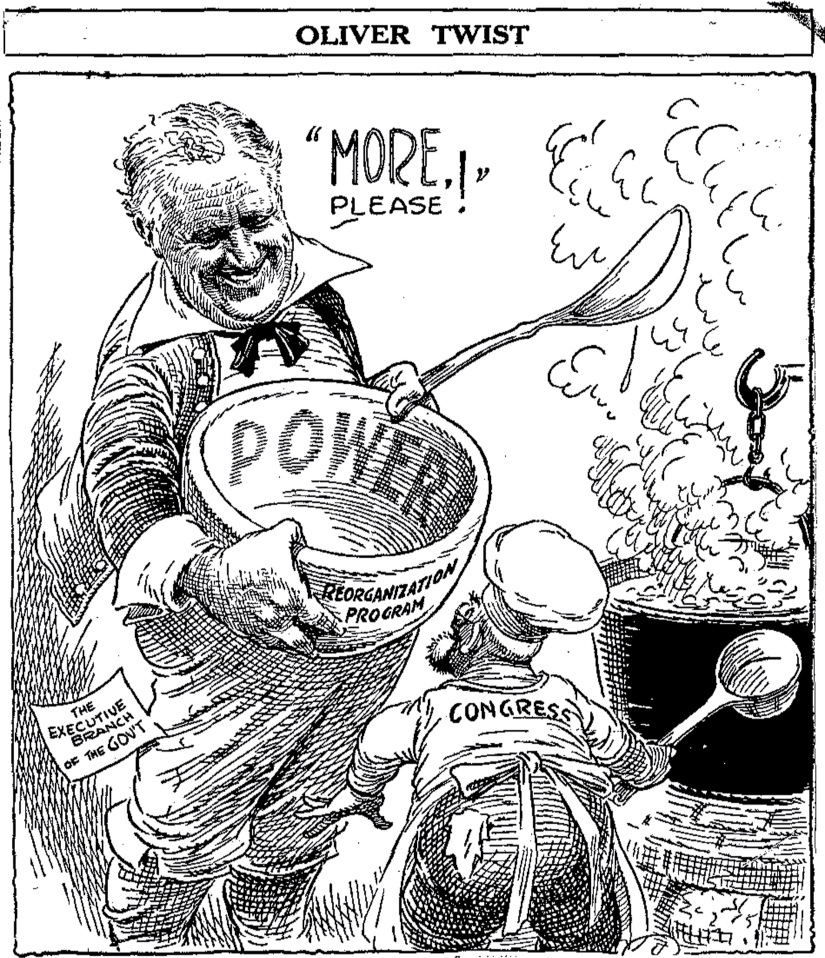 OLIVER TWIST
"MORE,
PLEASE!"
POWER
REORGANIZATION
PROGRAM
THE
EXECUTIVE
BRANCH
OF THE GOV'T
CONGRESS